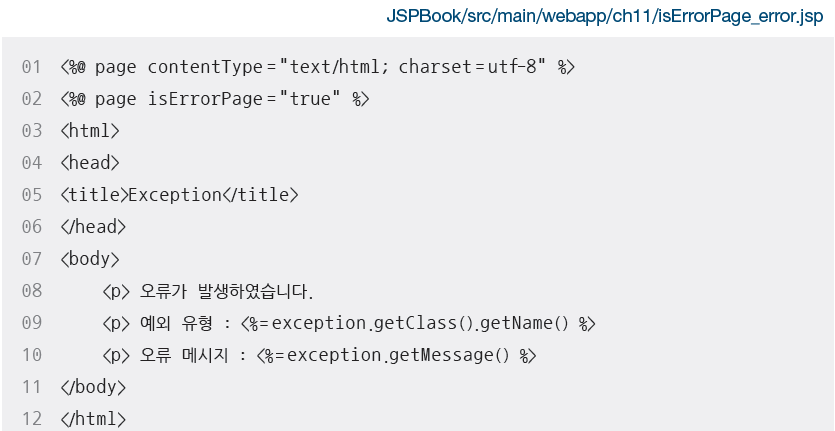 JSPBook/src/main/webapp/ch11/isErrorPage_error.jsp
01 <%@ page contentType="text/html; charset=utf-8" %>
02 <%@ page isErrorPage="true" %>
03 <html>
04 <head>
05 <title>Exception</title>
06 </head>
07 <body>
08 <p> 오류가 발생하였습니다.
09 <p> 예외 유형 : <%=exception.getClass().getName() %>
10 <p> 오류 메시지 : <%=exception.getMessage() %>
11 </body>
12 </html>